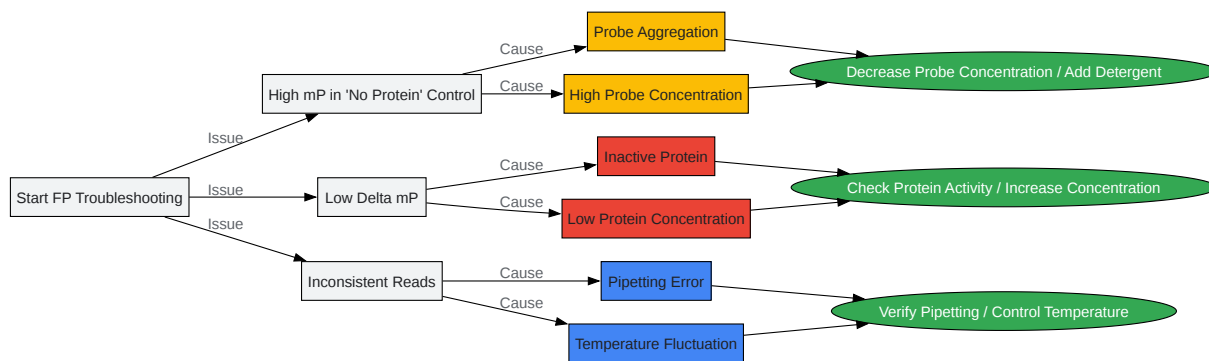 Start FP Troubleshooting
Issue
Issue
Issue
High mP in 'No Protein' Control
Low Delta mP
Inconsistent Reads
Cause
Cause
Cause
Cause
Cause
Cause
Probe Aggregation
High Probe Concentration
Inactive Protein
Low Protein Concentration
Pipetting Error
Temperature Fluctuation
Decrease Probe Concentration / Add Detergent
Check Protein Activity / Increase Concentration
Verify Pipetting / Control Temperature